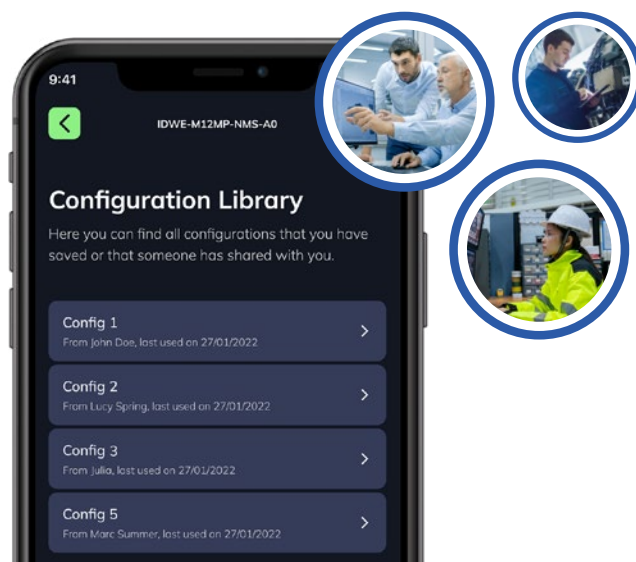 9:41
IDWE-M12MP-NMS-A0
Configuration Library
Here you can find all configurations that you have
saved or that someone has shared with you.
Config 1
From John Doe, last used on 27/01/2022
Config 2
From Lucy Spring, last used on 27/01/2022
Config 3
From Julia, last used on 27/01/2022
Config 5
From Marc Summer, last used on 27/01/2022